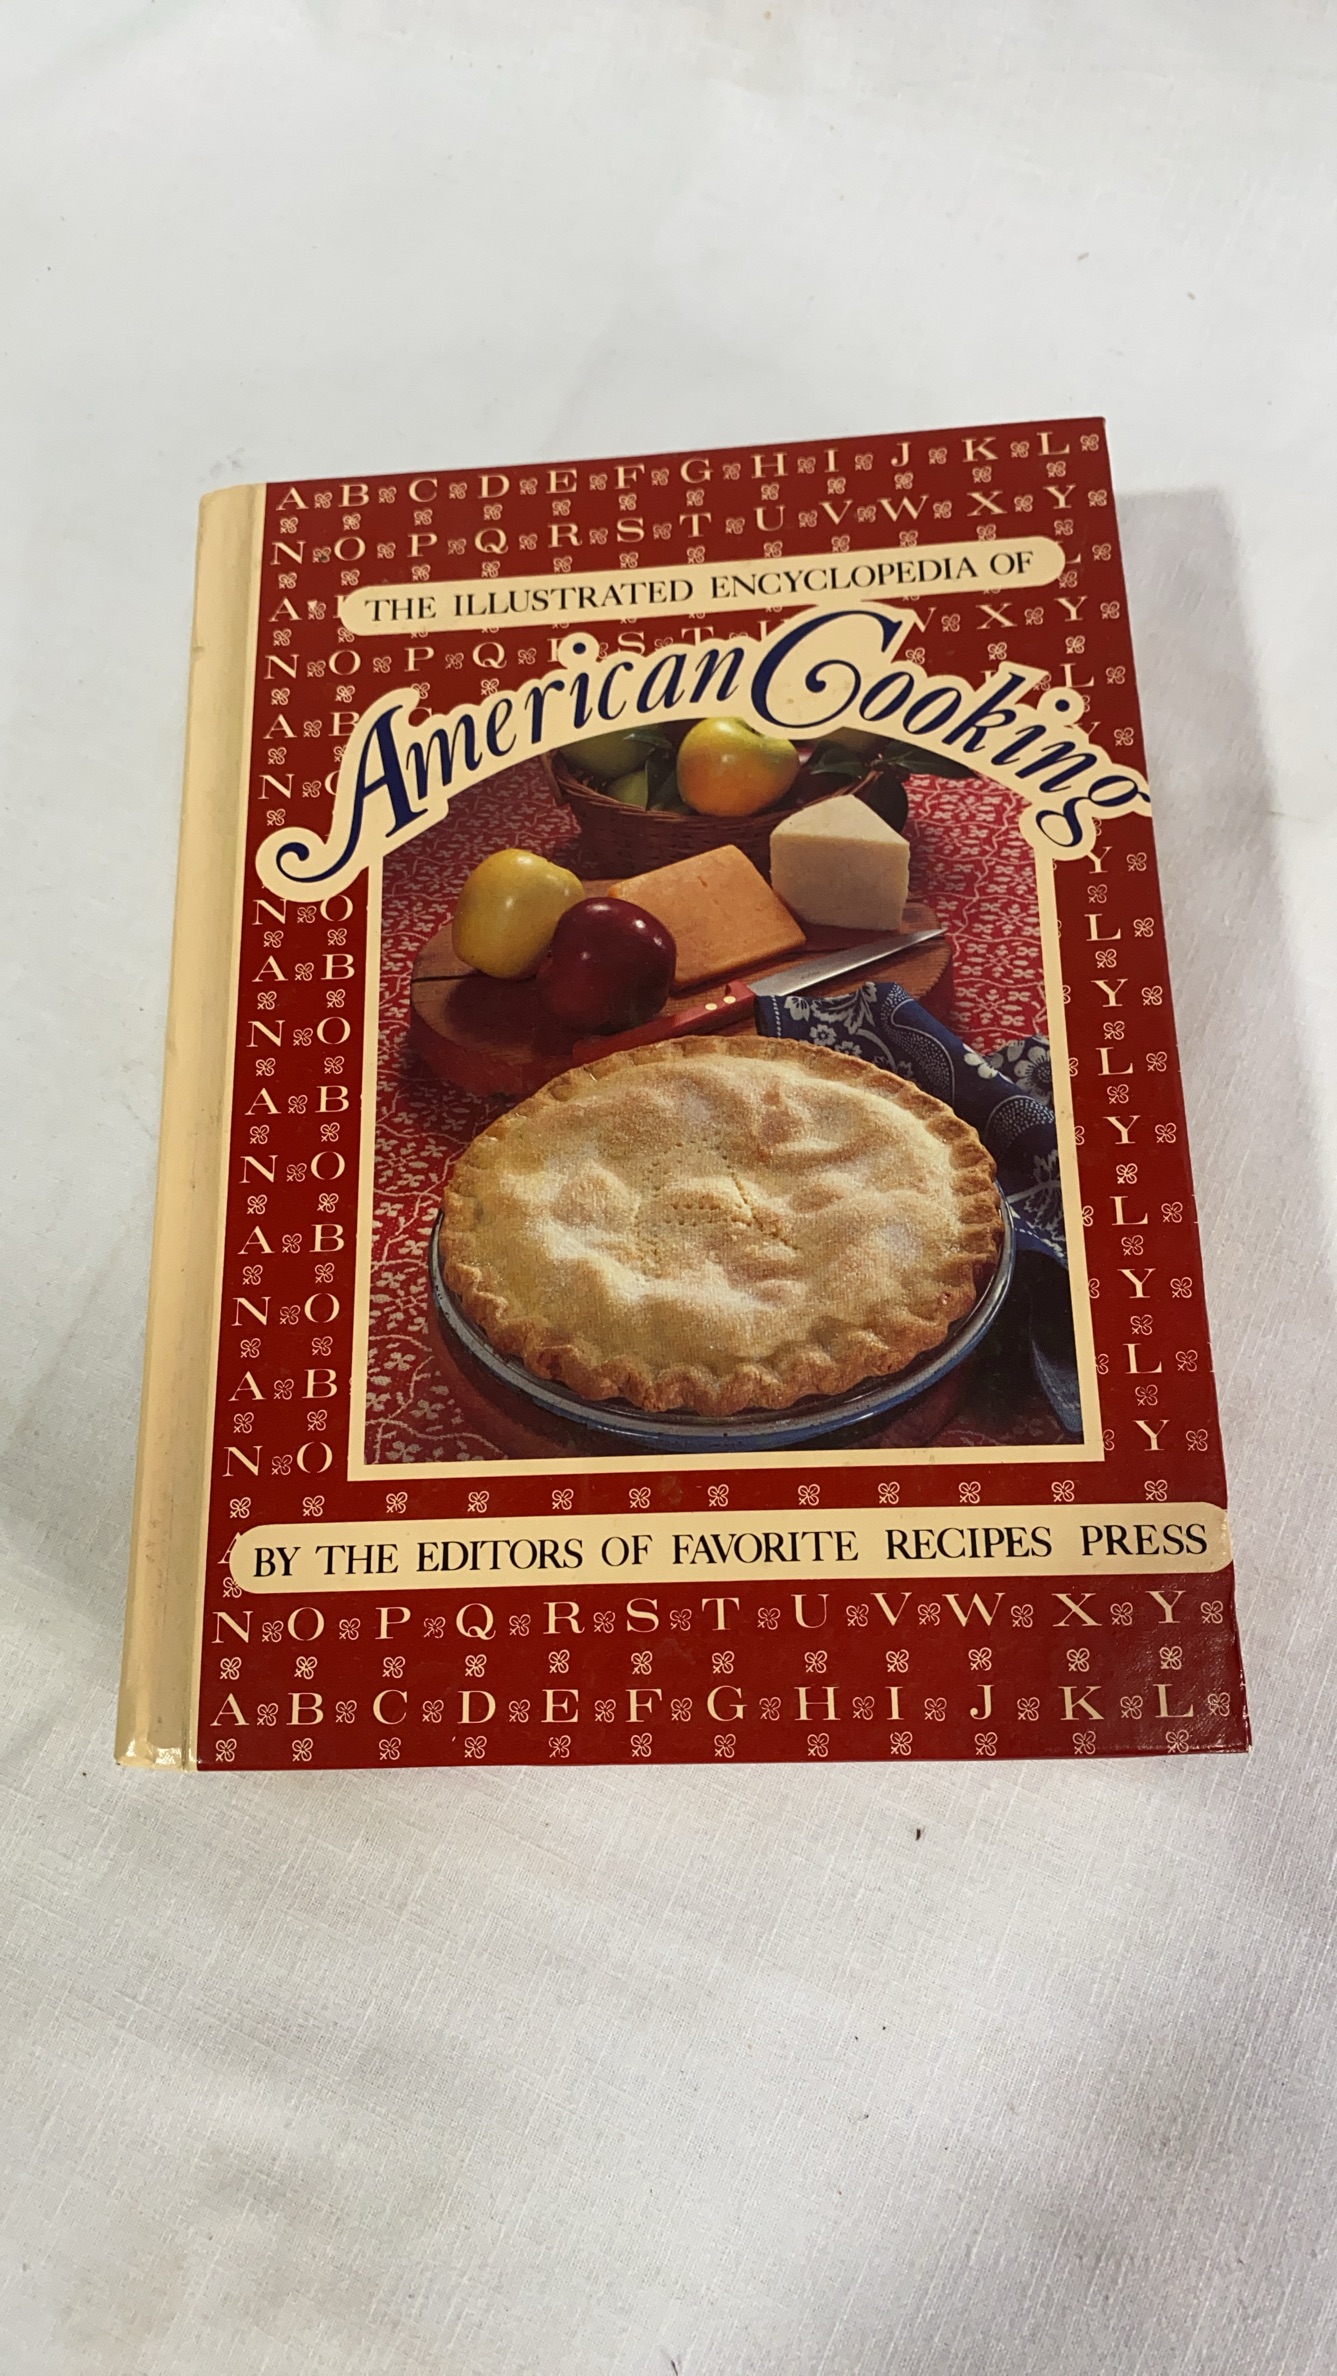 A B C D E F G H I J K L
N O P Q R S T U V W X Y
THE ILLUSTRATED ENCYCLOPEDIA OF
A
N O P Q S T V X Y
American Cooking
A B L
N Y
N O L
A B Y
N O L
A B Y
N O L
A B Y
N O L
A B Y
N O
BY THE EDITORS OF FAVORITE RECIPES PRESS
N O P Q R S T U V W X Y
A B C D E F G H I J K L